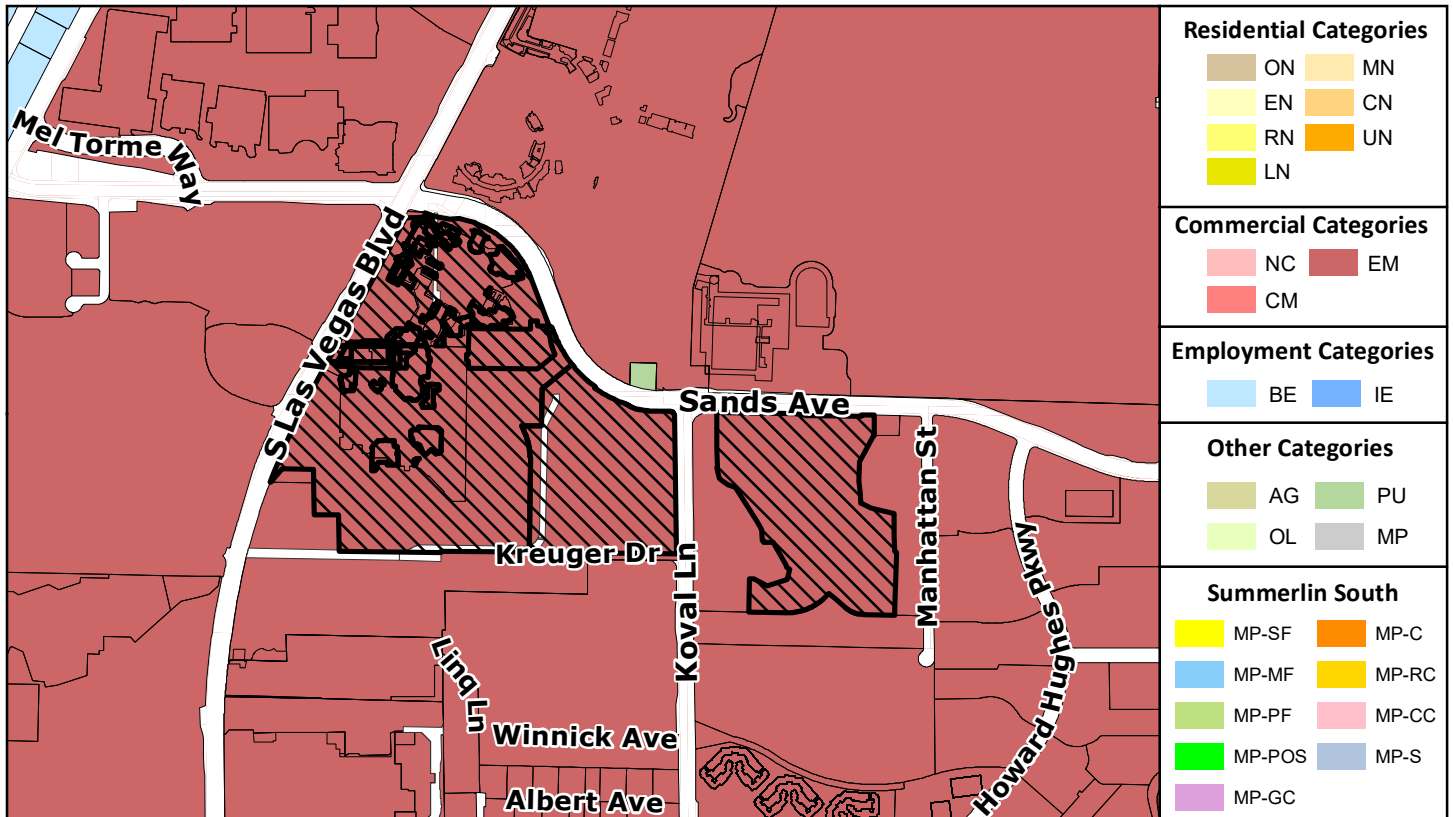 Mel Torme Way
S Las Vegas Blvd
Sands Ave
Manhattan St
Kreuger Dr
Koval Ln
Howard Hughes Pkwy
Linq Ln
Winnick Ave
Albert Ave
Residential Categories
ON MN
EN CN
RN UN
LN
Commercial Categories
NC EM
CM
Employment Categories
BE IE
Other Categories
AG PU
OL MP
Summerlin South
MP-SF MP-C
MP-MF MP-RC
MP-PF MP-CC
MP-POS MP-S
MP-GC